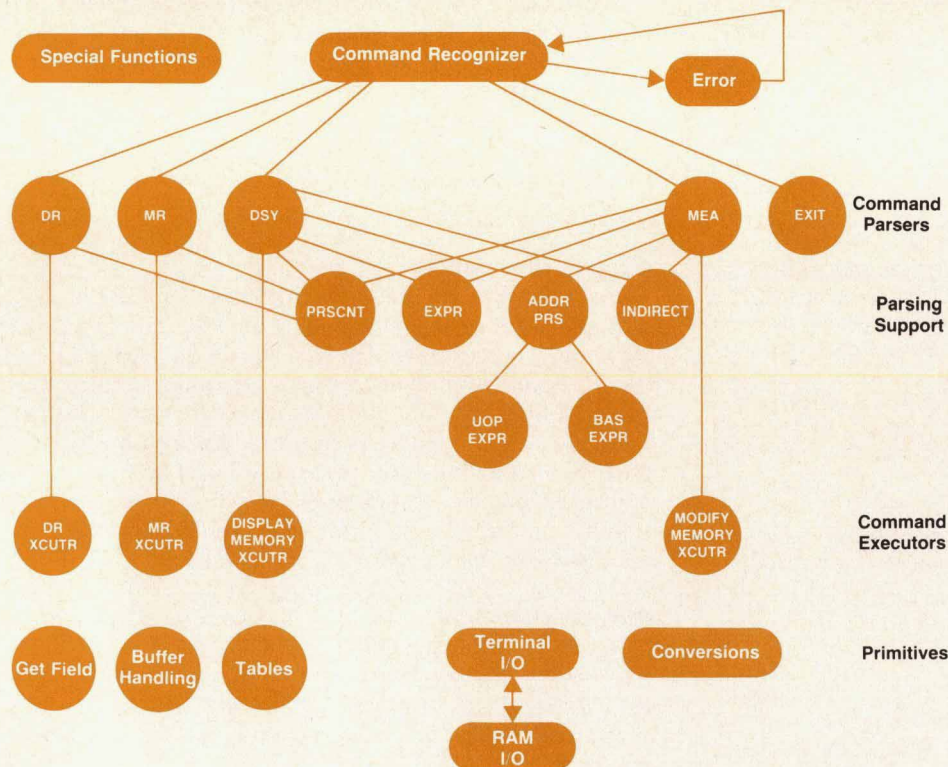 Special Functions
Command Recognizer
Error
DR
MR
DSY
MEA
EXIT
Command
Parsers
PRSCNT
EXPR
ADDR
PRS
INDIRECT
Parsing
Support
UOP
EXPR
BAS
EXPR
DR
XCUTR
MR
XCUTR
DISPLAY
MEMORY
XCUTR
MODIFY
MEMORY
XCUTR
Command
Executors
Get Field
Buffer
Handling
Tables
Terminal
I/O
Conversions
Primitives
RAM
I/O